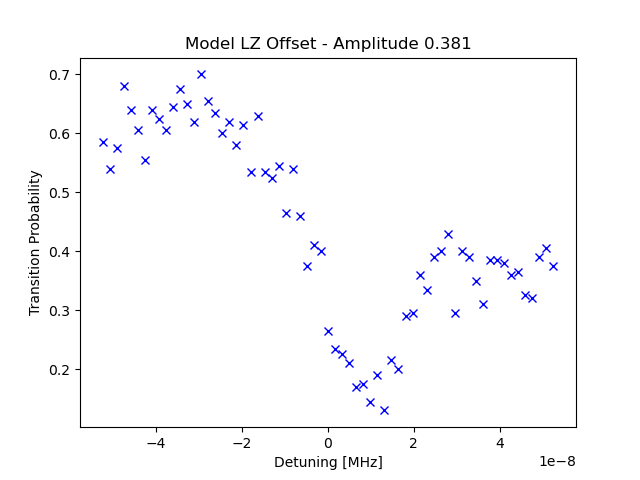 Model LZ Offset - Amplitude 0.381
Transition Probability
0.7
0.6
0.5
0.4
0.3
0.2
−4
−2
0
2
4
1e−8
Detuning [MHz]